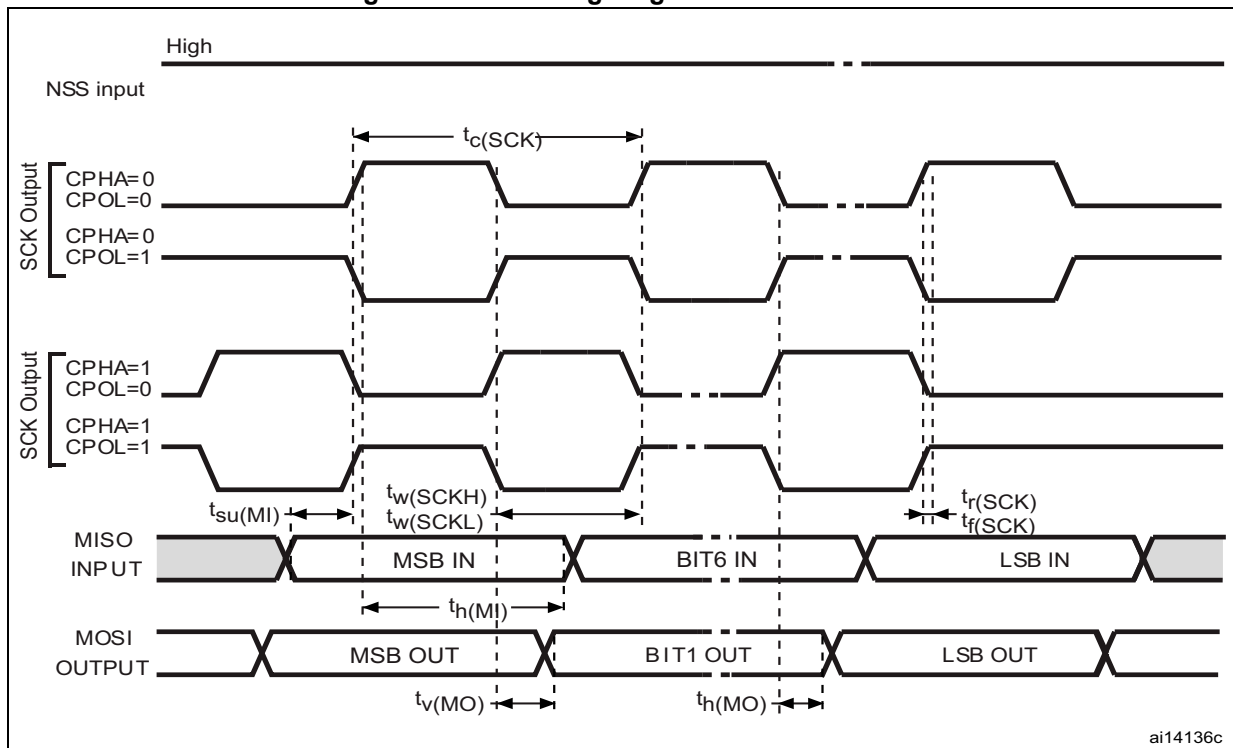 High
NSS input
tc(SCK)
SCK Output
CPHA=0
CPOL=0
CPHA=0
CPOL=1
SCK Output
CPHA=1
CPOL=0
CPHA=1
CPOL=1
tsu(MI)
tw(SCKH)
tw(SCKL)
tr(SCK)
tf(SCK)
MISO
INPUT
MSB IN
BIT6 IN
LSB IN
th(MI)
MOSI
OUTPUT
MSB OUT
BIT1 OUT
LSB OUT
tv(MO)
th(MO)
ai14136c